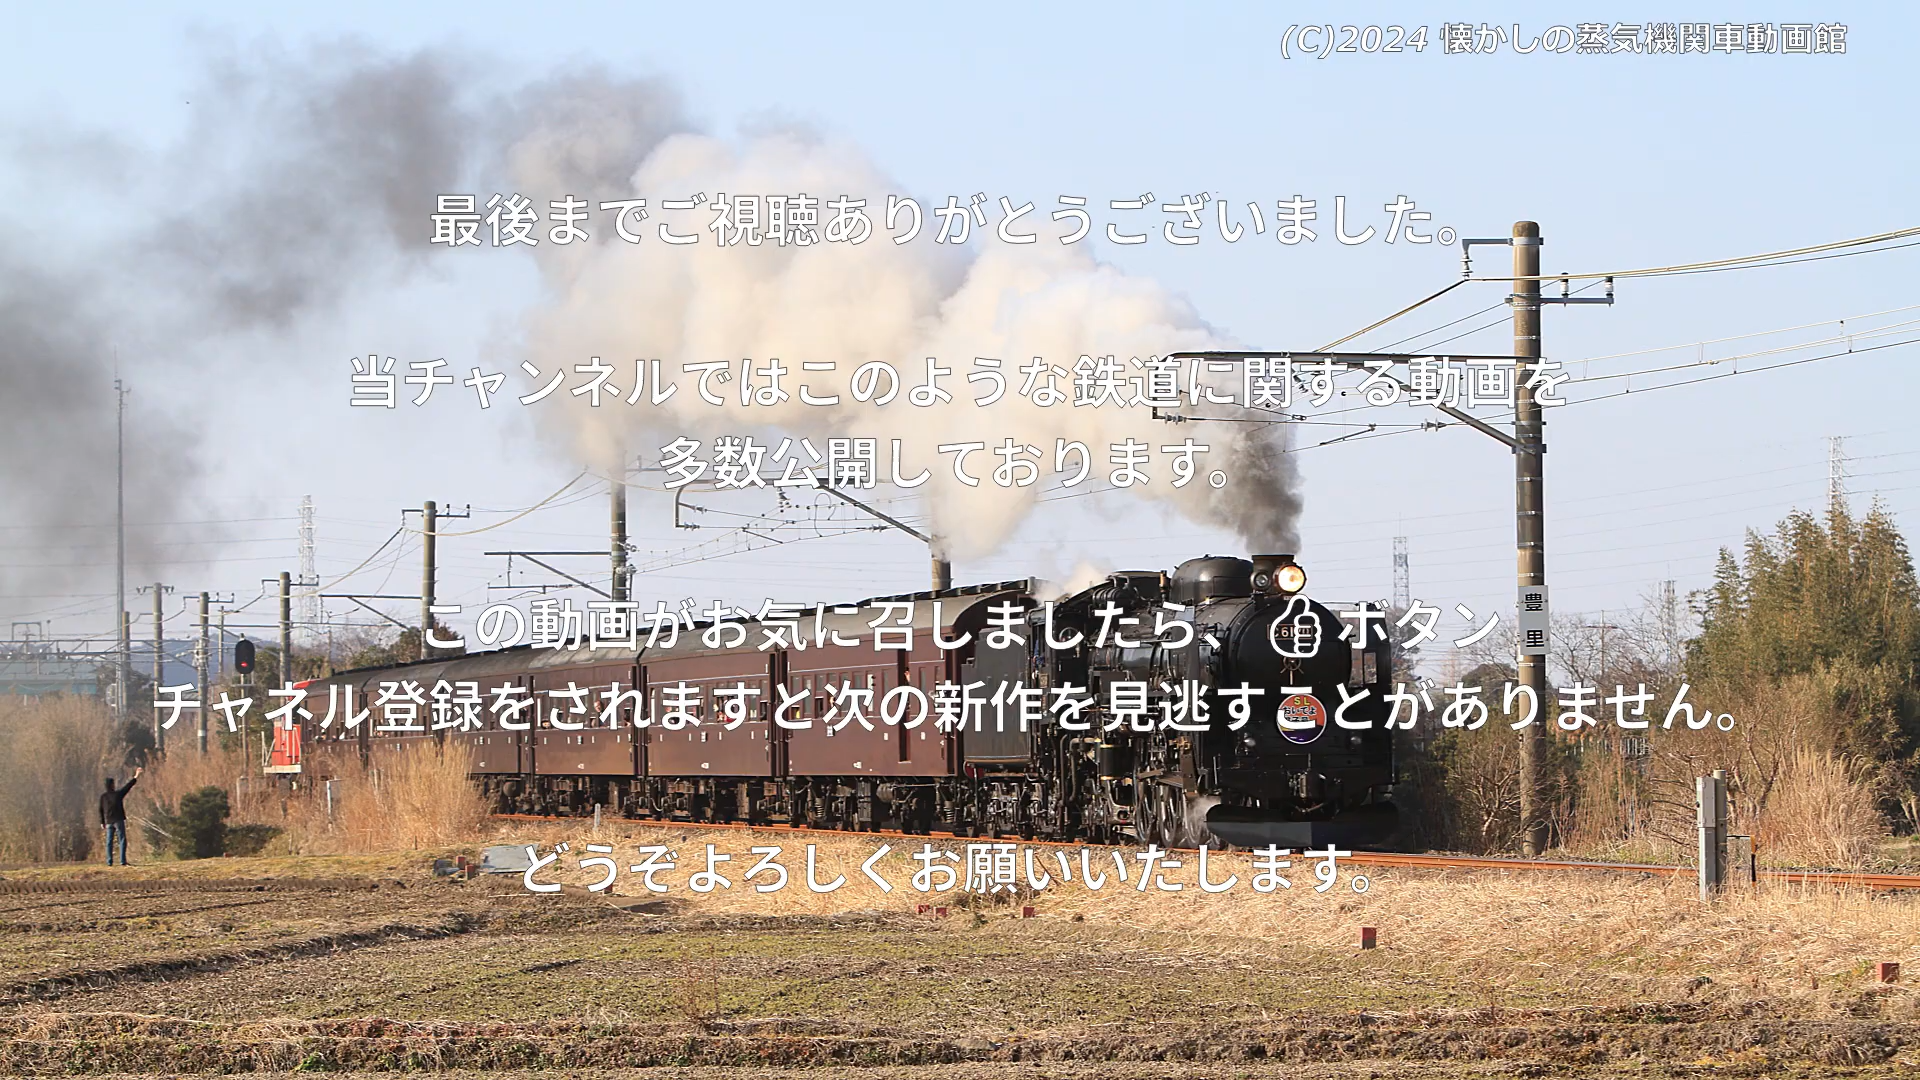 (C)2024 懐かしの蒸気機関車動画館
最後までご視聴ありがとうございました。
当チャンネルではこのような鉄道に関する動画を
多数公開しております。
この動画がお気に召しましたら、👍ボタン
チャネル登録をされますと次の新作を見逃すことがありません。
どうぞよろしくお願いいたします。
豊里
SL